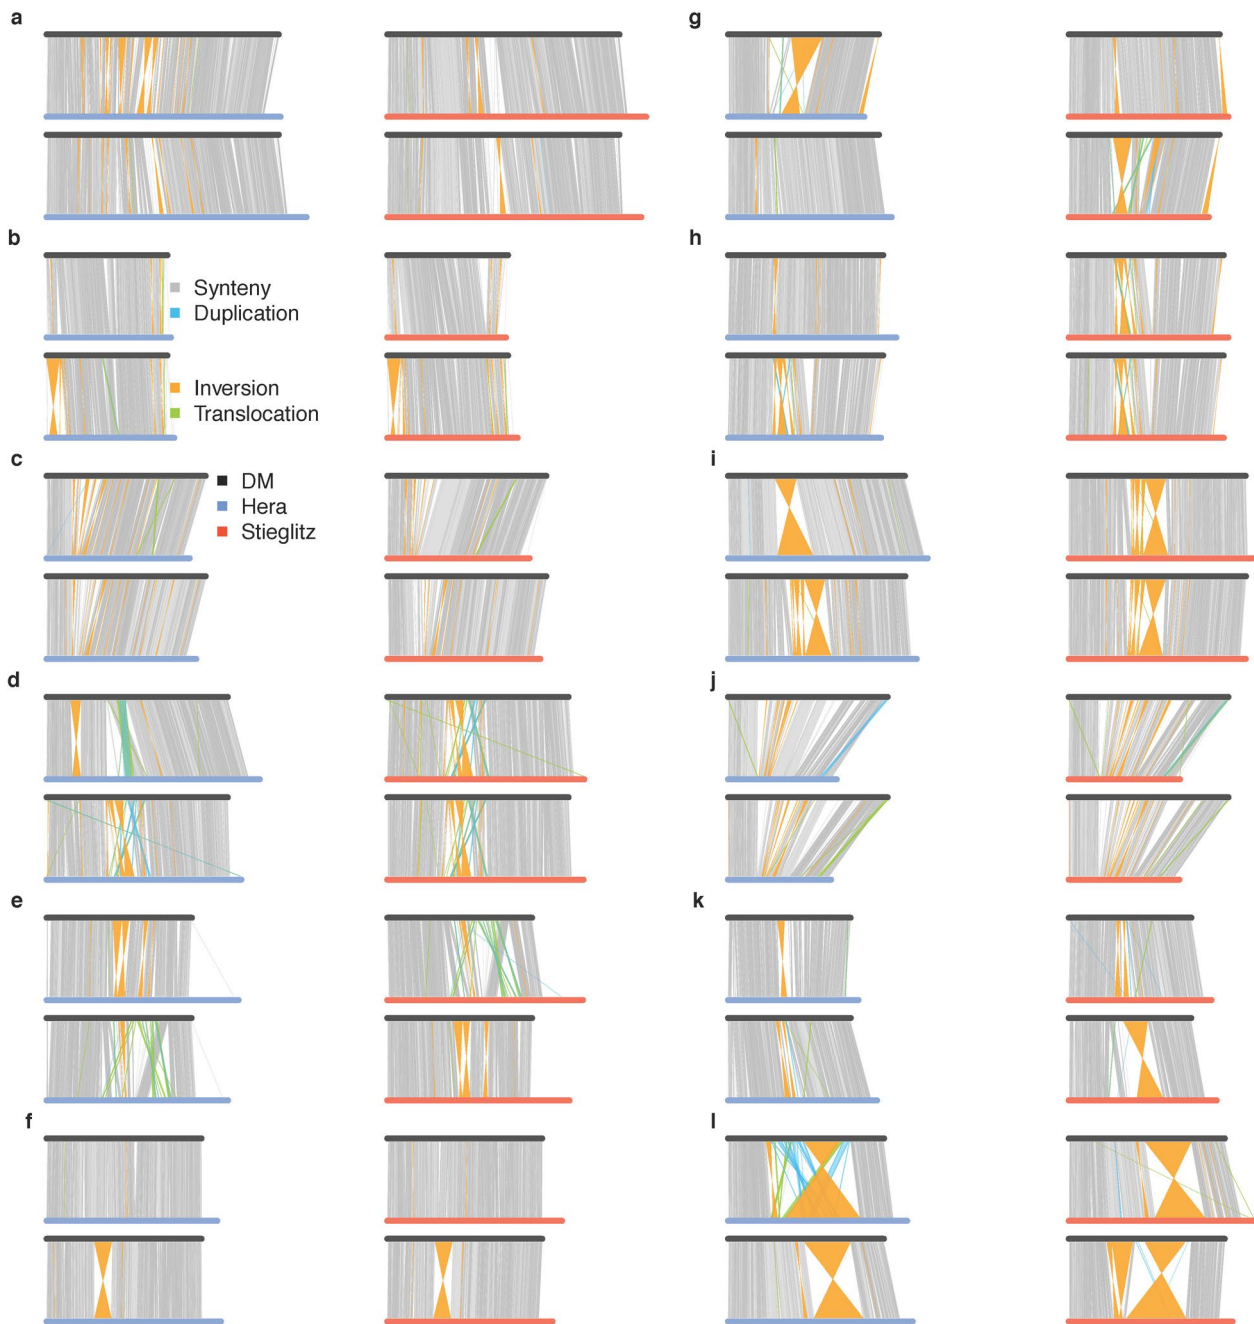 a
g
b
Synteny
Duplication
Inversion
Translocation
h
c
DM
Hera
Stieglitz
i
d
j
e
k
f
l